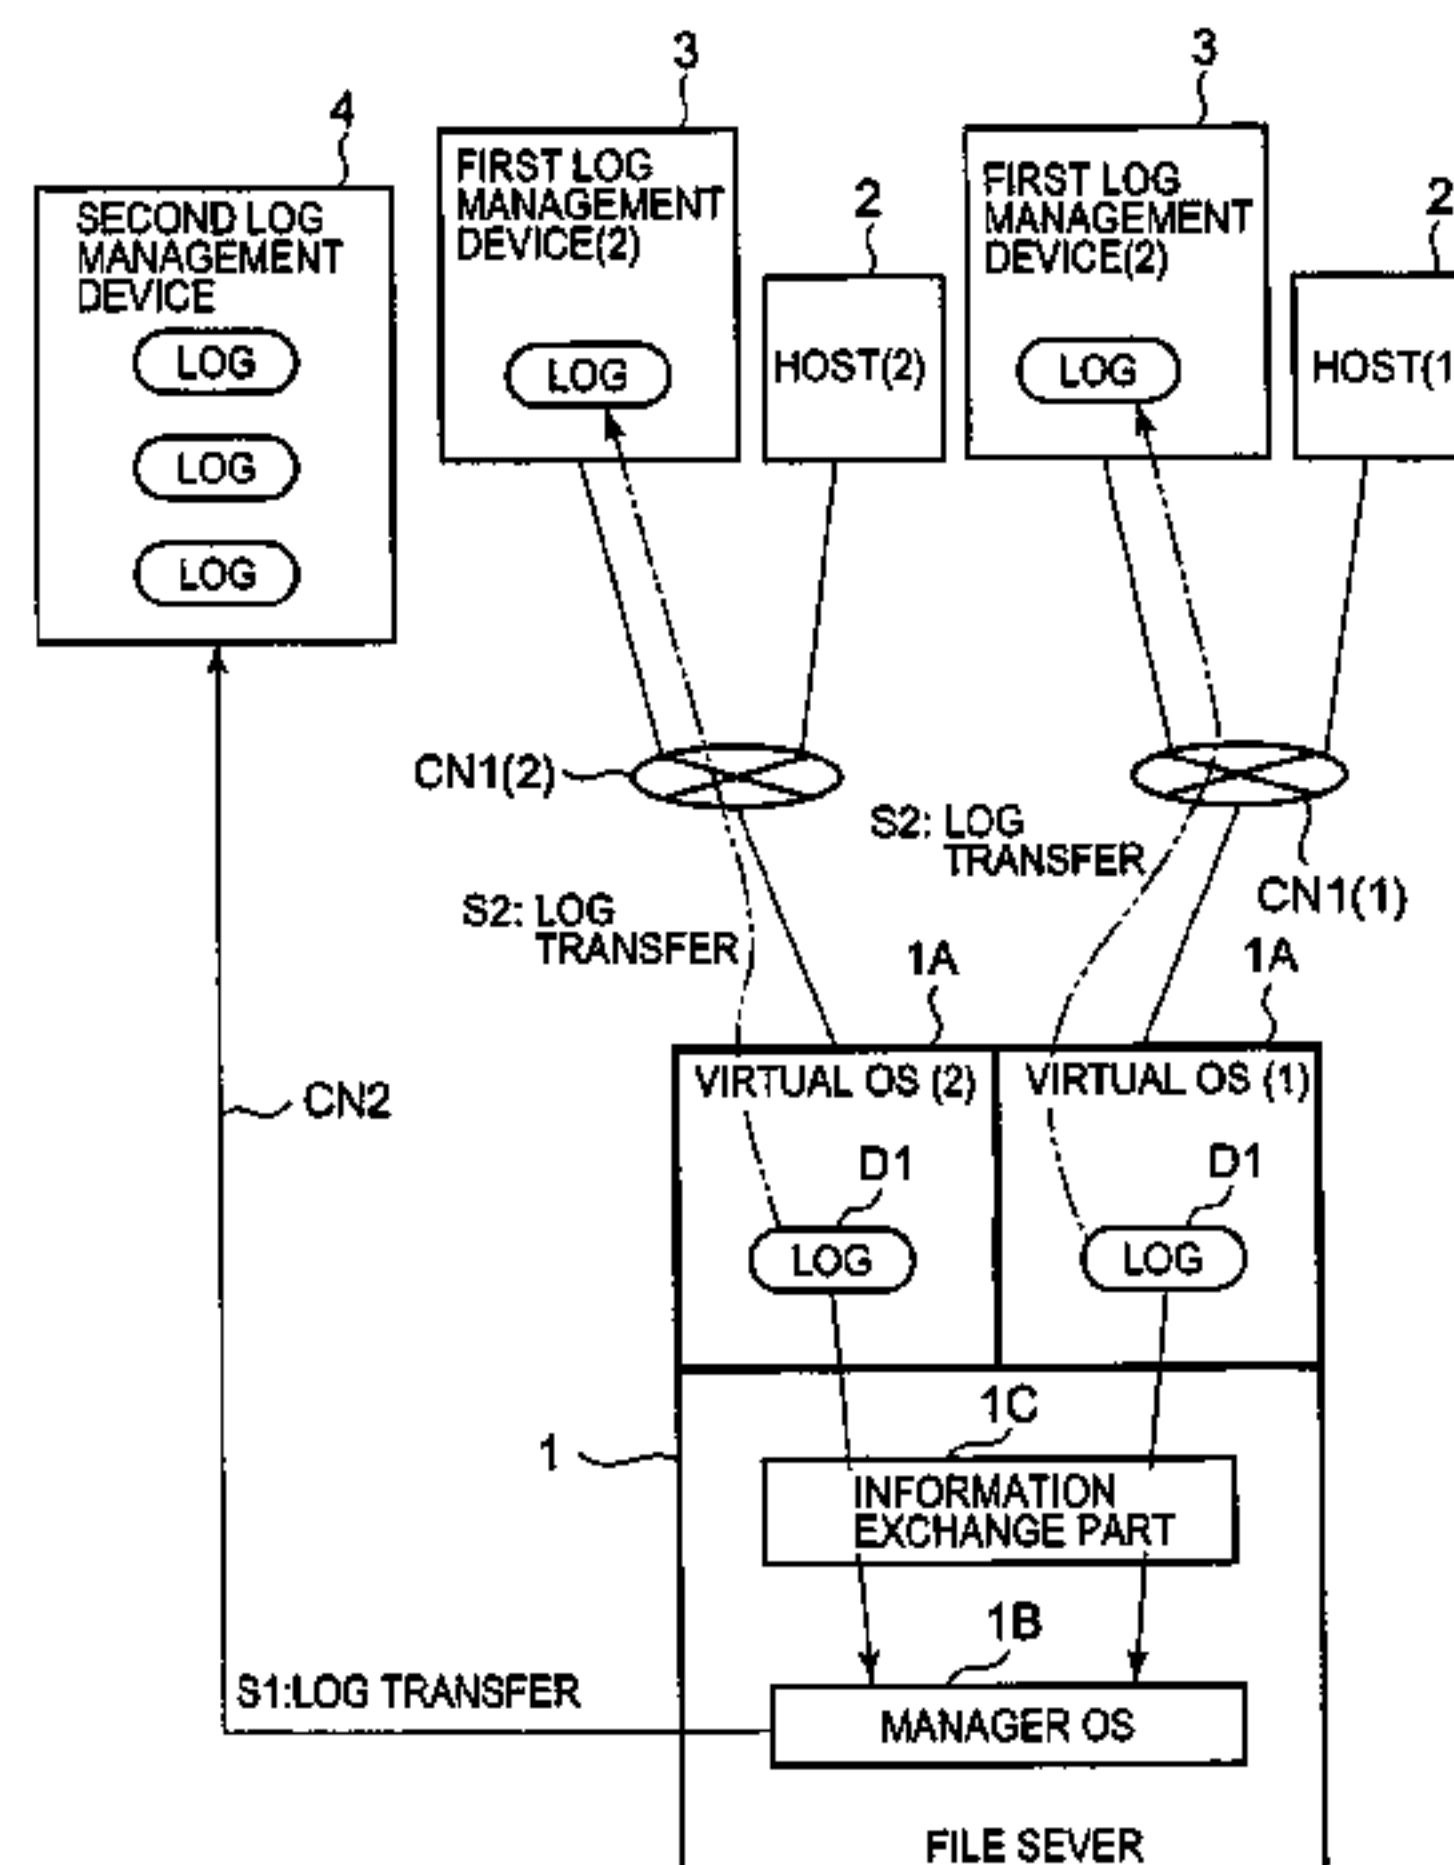 3
3
4
FIRST LOG
MANAGEMENT
DEVICE(2)
FIRST LOG
MANAGEMENT
DEVICE(2)
2
2
SECOND LOG
MANAGEMENT
DEVICE
LOG
LOG
LOG
LOG
HOST(2)
LOG
HOST(1
CN1(2)
S2: LOG
TRANSFER
CN1(1)
S2: LOG
TRANSFER
1A
1A
CN2
VIRTUAL OS (2)
VIRTUAL OS (1)
D1
D1
LOG
LOG
1C
1
INFORMATION
EXCHANGE PART
1B
S1:LOG TRANSFER
MANAGER OS
FILE SEVER